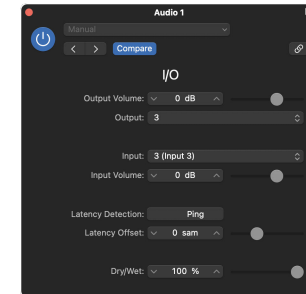 Audio 1
Manual
Compare
I/O
Output Volume: 0 dB
Output: 3
Input: 3 (Input 3)
Input Volume: 0 dB
Latency Detection: Ping
Latency Offset: 0 sam
Dry/Wet: 100 %